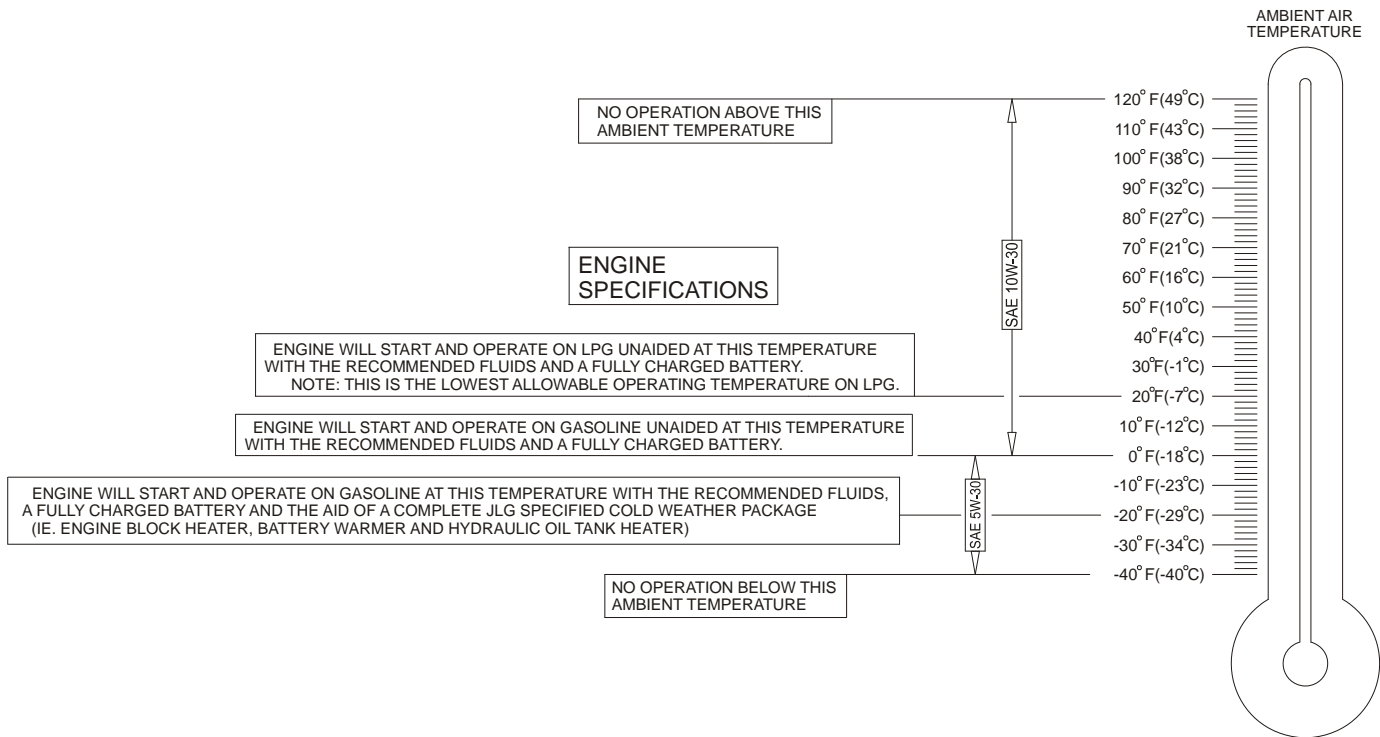 AMBIENT AIR
TEMPERATURE
120° F(49°C)
NO OPERATION ABOVE THIS
AMBIENT TEMPERATURE
110° F(43°C)
100° F(38°C)
90° F(32°C)
80° F(27°C)
70° F(21°C)
ENGINE
SPECIFICATIONS
SAE 10W-30
60° F(16°C)
50° F(10°C)
40°F(4°C)
ENGINE WILL START AND OPERATE ON LPG UNAIDED AT THIS TEMPERATURE
WITH THE RECOMMENDED FLUIDS AND A FULLY CHARGED BATTERY.
NOTE: THIS IS THE LOWEST ALLOWABLE OPERATING TEMPERATURE ON LPG.
30°F(-1°C)
20°F(-7°C)
10°F(-12°C)
ENGINE WILL START AND OPERATE ON GASOLINE UNAIDED AT THIS TEMPERATURE
WITH THE RECOMMENDED FLUIDS AND A FULLY CHARGED BATTERY.
0°F(-18°C)
-10° F(-23°C)
ENGINE WILL START AND OPERATE ON GASOLINE AT THIS TEMPERATURE WITH THE RECOMMENDED FLUIDS,
A FULLY CHARGED BATTERY AND THE AID OF A COMPLETE JLG SPECIFIED COLD WEATHER PACKAGE
(IE. ENGINE BLOCK HEATER, BATTERY WARMER AND HYDRAULIC OIL TANK HEATER)
SAE 5W-30
-20° F(-29°C)
-30° F(-34°C)
-40° F(-40°C)
NO OPERATION BELOW THIS
AMBIENT TEMPERATURE